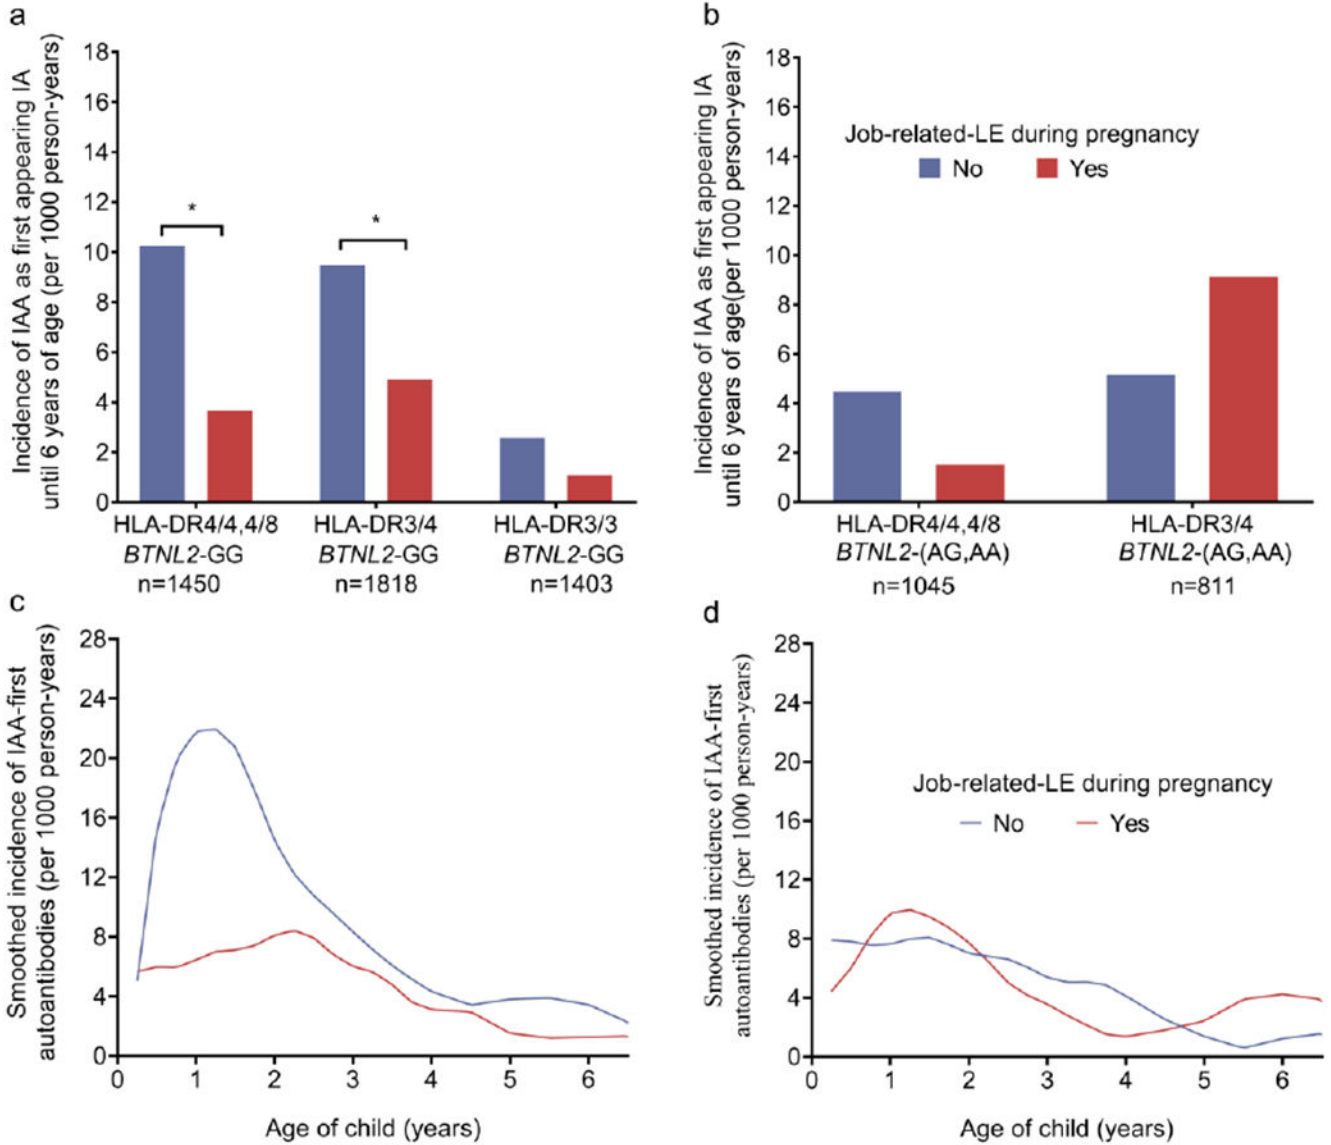 a
Incidence of IAA as first appearing IA
until 6 years of age (per 1000 person-years)
18
16
14
12
10
8
6
4
2
0
*
*
HLA-DR4/4,4/8
BTNL2-GG
n=1450
HLA-DR3/4
BTNL2-GG
n=1818
HLA-DR3/3
BTNL2-GG
n=1403
b
Incidence of IAA as first appearing IA
until 6 years of age(per 1000 person-years)
18
16
14
12
10
8
6
4
2
0
Job-related-LE during pregnancy
No Yes
HLA-DR4/4,4/8
BTNL2-(AG,AA)
n=1045
HLA-DR3/4
BTNL2-(AG,AA)
n=811
c
Smoothed incidence of IAA-first
autoantibodies (per 1000 person-years)
28
24
20
16
12
8
4
0
0 1 2 3 4 5 6
Age of child (years)
d
Smoothed incidence of IAA-first
autoantibodies (per 1000 person-years)
28
24
20
16
12
8
4
0
Job-related-LE during pregnancy
No Yes
0 1 2 3 4 5 6
Age of child (years)